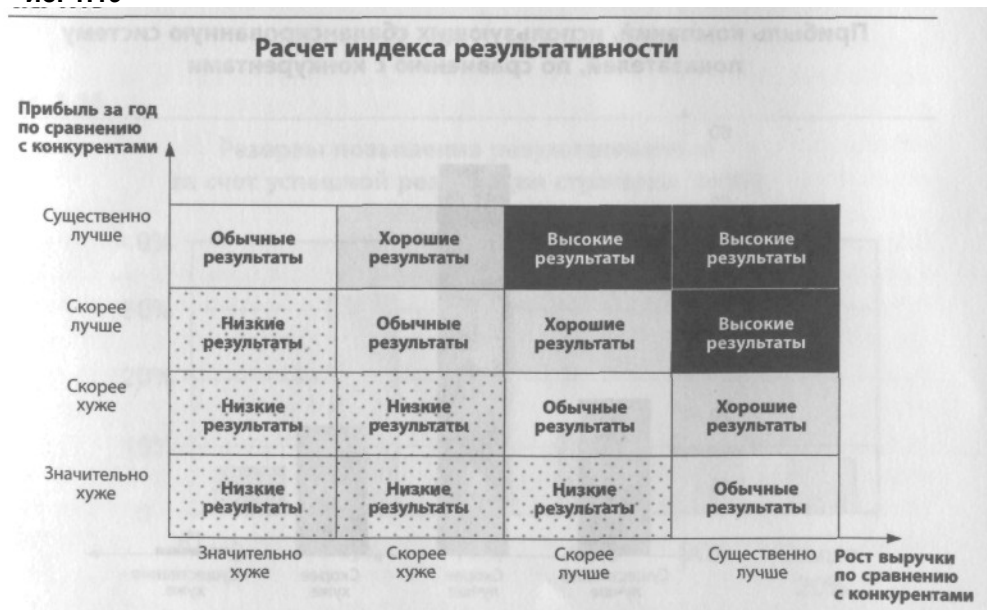 Расчет индекса результативности
Прибыль за год
по сравнению
с конкурентами
Существенно
лучше
Обычные
результаты
Хорошие
результаты
Высокие
результаты
Высокие
результаты
Скорее
лучше
Низкие
результаты
Обычные
результаты
Хорошие
результаты
Высокие
результаты
Скорее
хуже
Низкие
результаты
Низкие
результаты
Обычные
результаты
Хорошие
результаты
Значительно
хуже
Низкие
результаты
Низкие
результаты
Низкие
результаты
Обычные
результаты
Значительно
хуже
Скорее
хуже
Скорее
лучше
Существенно
лучше
Рост выручки
по сравнению
с конкурентами